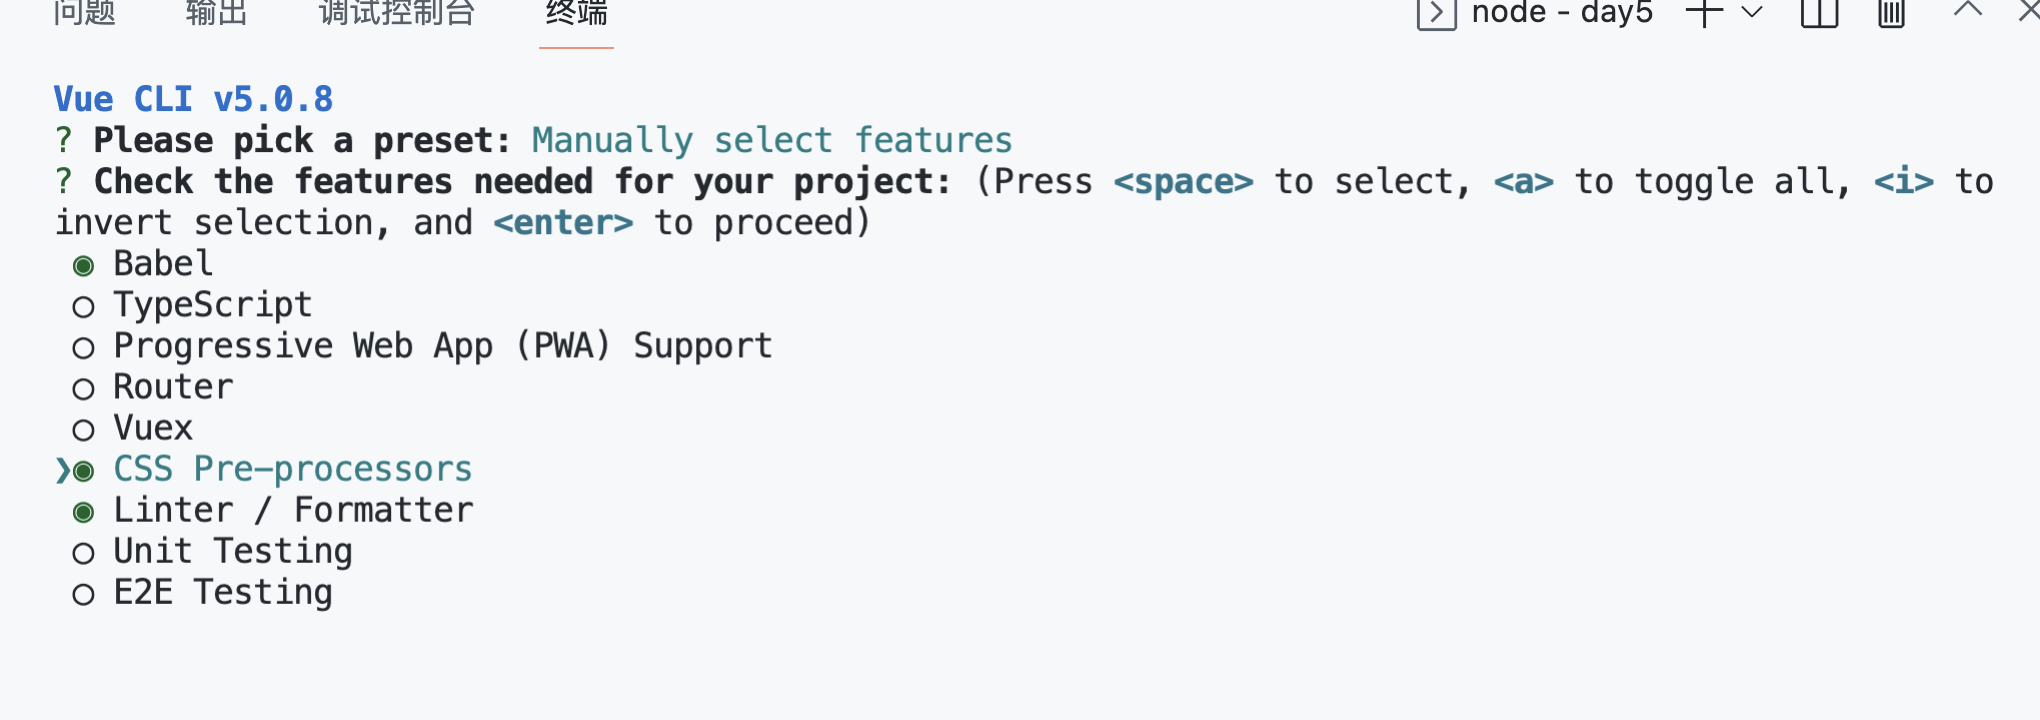 问题 输出 调试控制台 终端 node - day5
Vue CLI v5.0.8
? Please pick a preset: Manually select features
? Check the features needed for your project: (Press <space> to select, <a> to toggle all, <i> to
invert selection, and <enter> to proceed)
◉ Babel
◯ TypeScript
◯ Progressive Web App (PWA) Support
◯ Router
◯ Vuex
❯◉ CSS Pre-processors
◉ Linter / Formatter
◯ Unit Testing
◯ E2E Testing